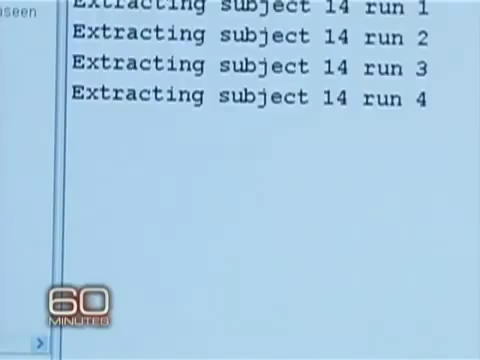 useen
Extracting subject 14 run 1
Extracting subject 14 run 2
Extracting subject 14 run 3
Extracting subject 14 run 4
60
MINUTES